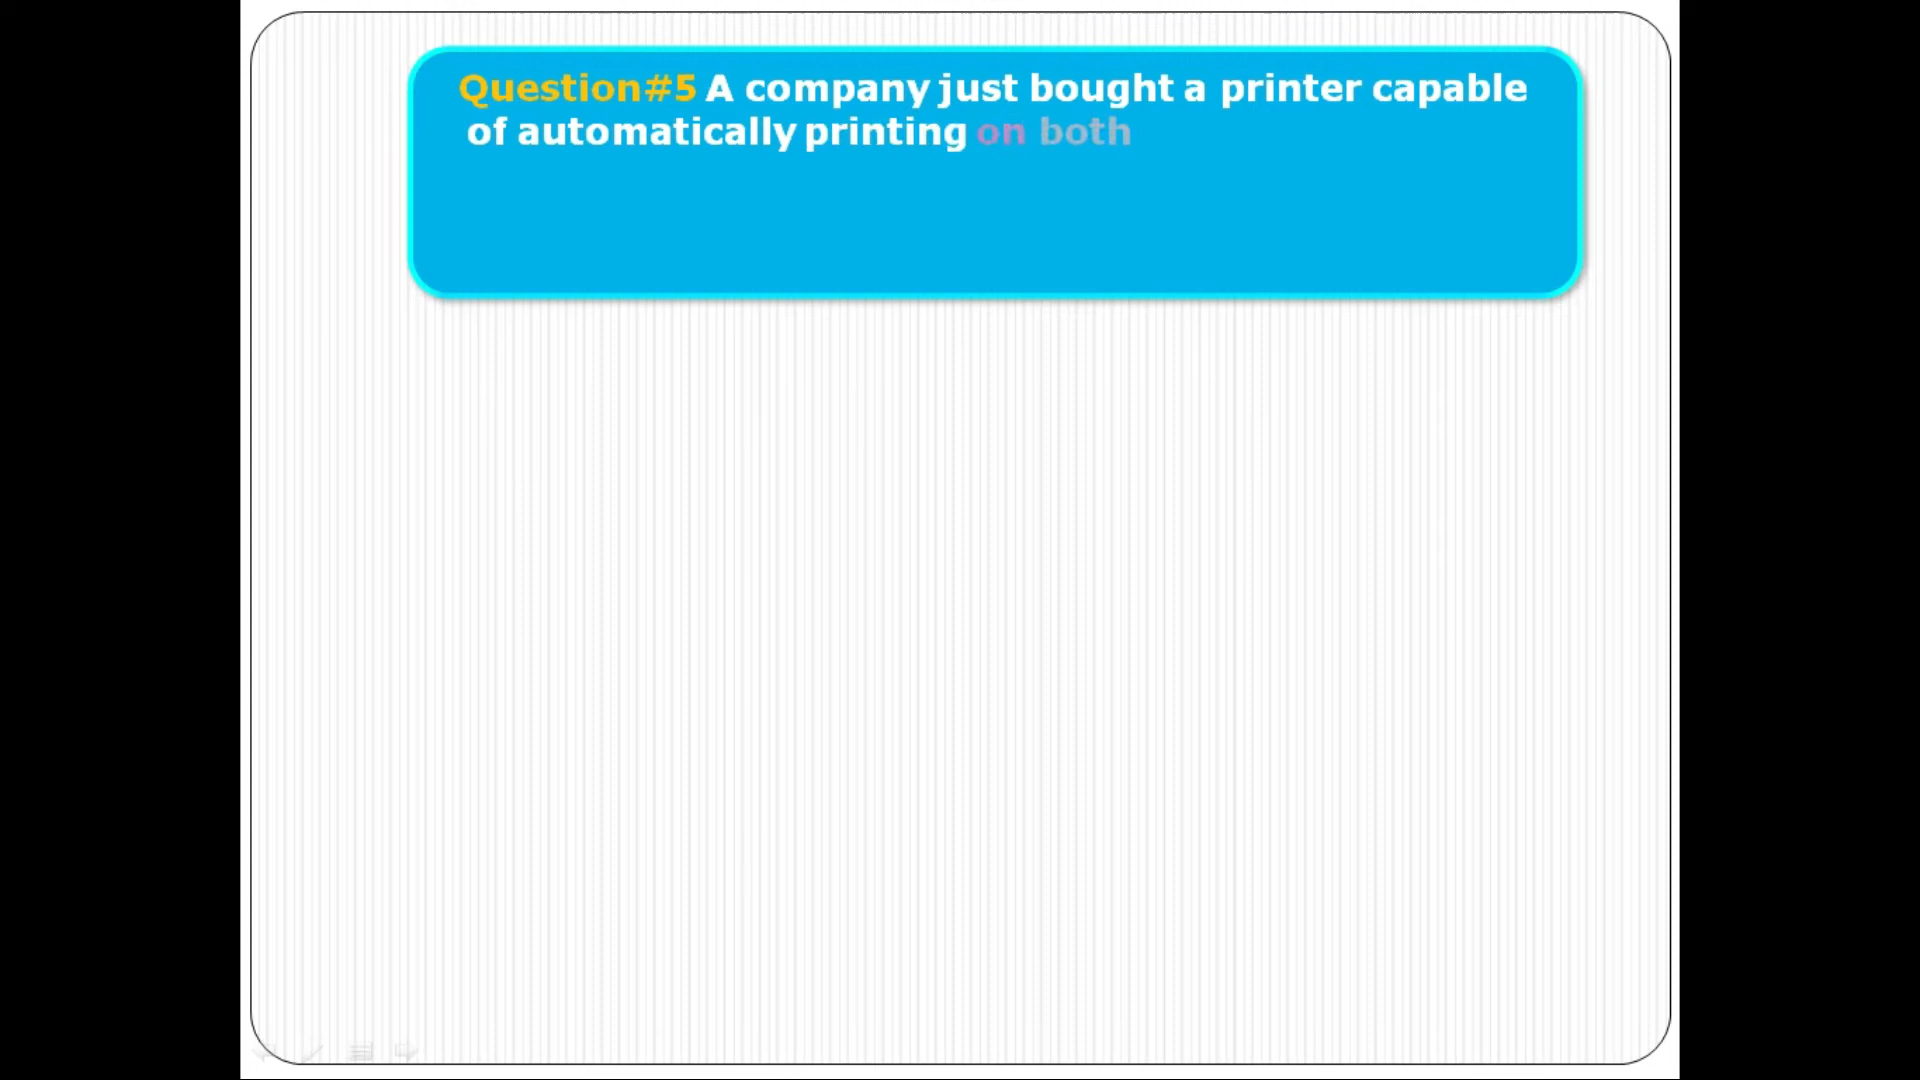 Question#5 A company just bought a printer capable
of automatically printing on both